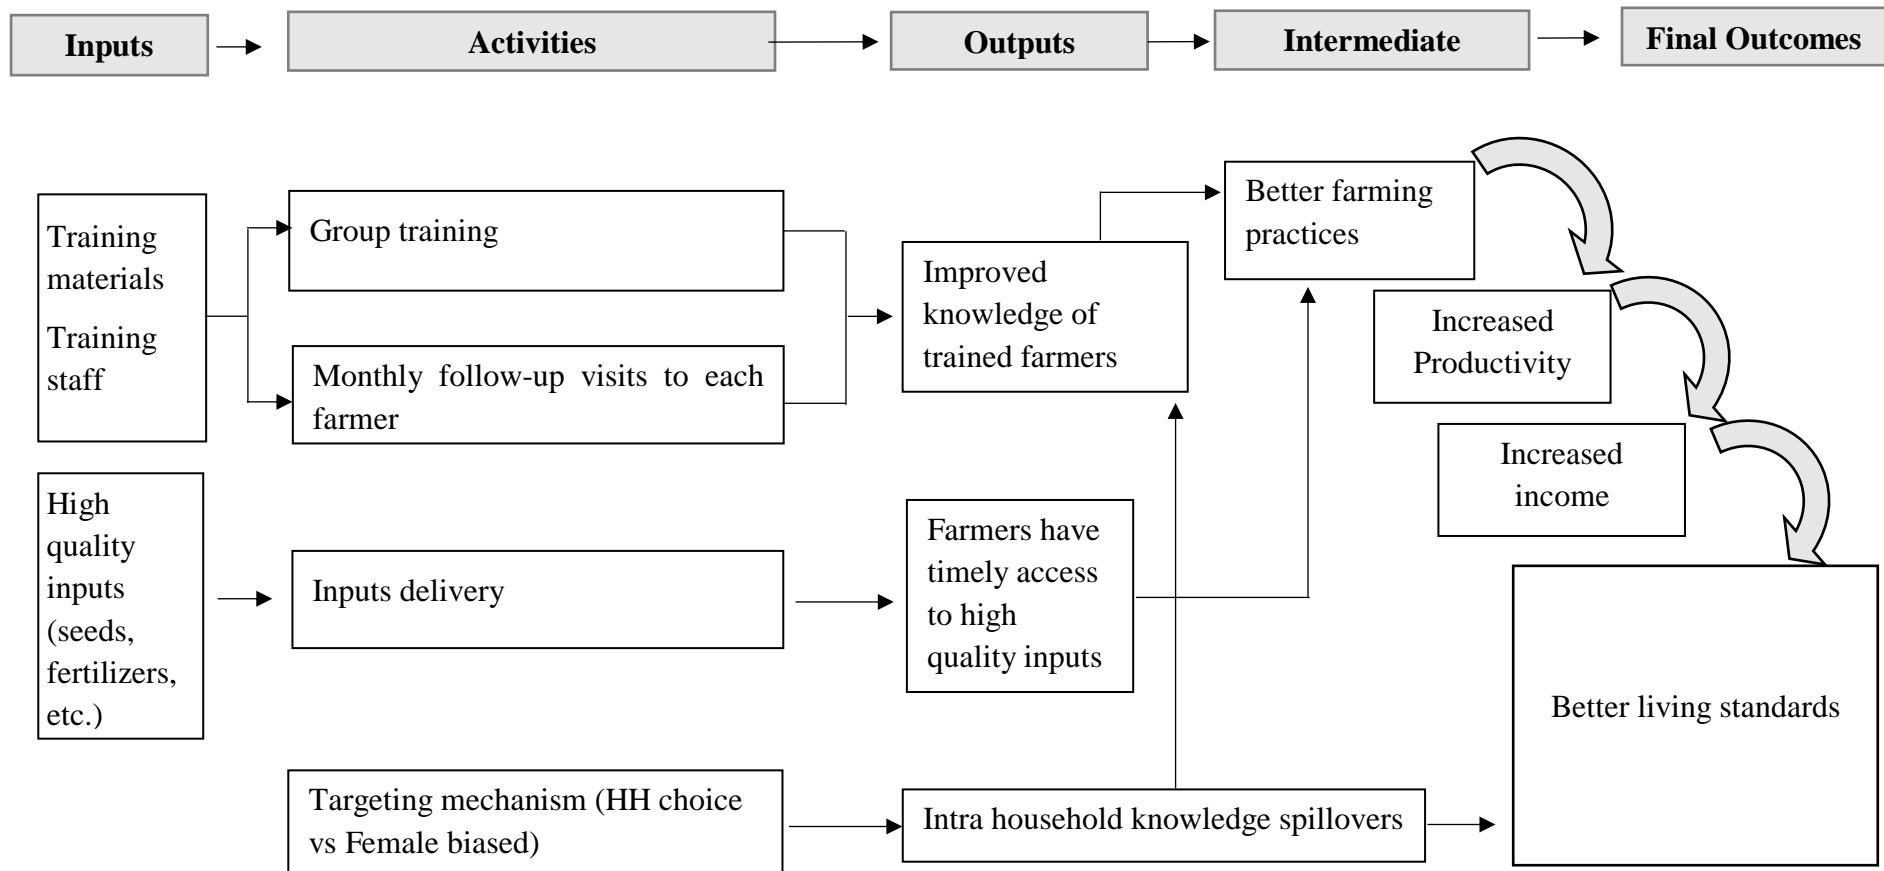 Inputs
Activities
Outputs
Intermediate
Final Outcomes
Training
materials
Training
staff
Group training
Monthly follow-up visits to each
farmer
Improved
knowledge of
trained farmers
Better farming
practices
Increased
Productivity
Increased
income
High
quality
inputs
(seeds,
fertilizers,
etc.)
Inputs delivery
Farmers have
timely access
to high
quality inputs
Better living standards
Targeting mechanism (HH choice
vs Female biased)
Intra household knowledge spillovers